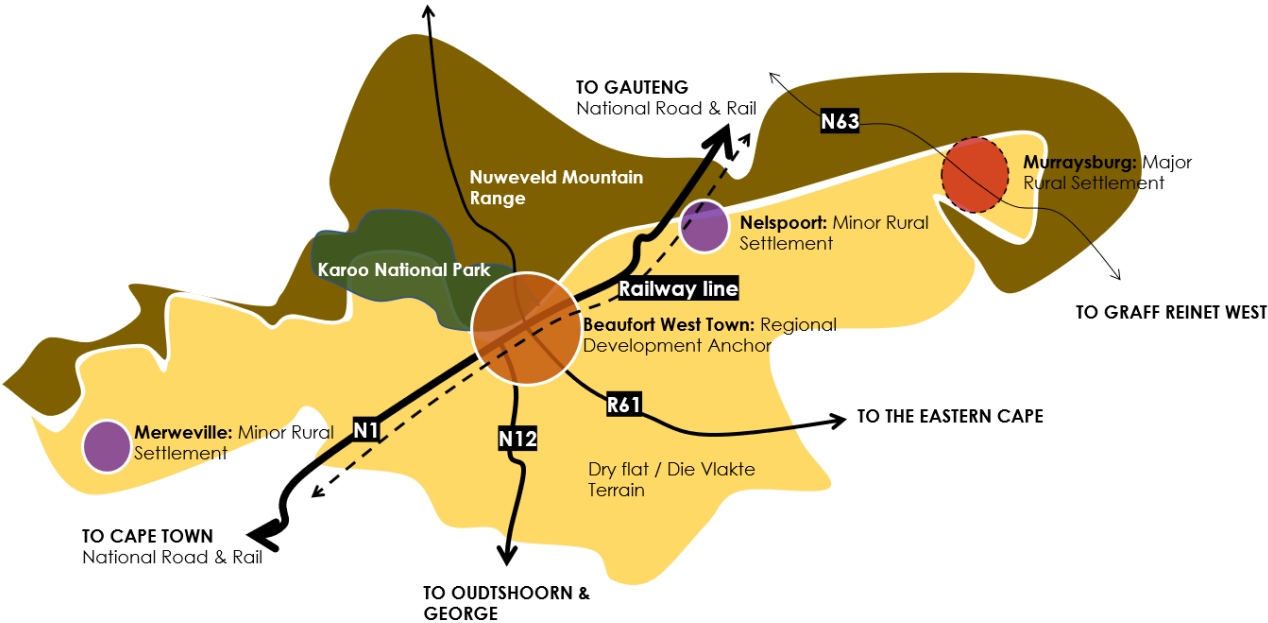 TO GAUTENG
National Road & Rail
N63
Murraysburg: Major
Rural Settlement
Nuweveld Mountain
Range
Nelspoort: Minor Rural
Settlement
Karoo National Park
Railway line
TO GRAFF REINET WEST
Beaufort West Town: Regional
Development Anchor
R61
TO THE EASTERN CAPE
Merweville: Minor Rural
Settlement
N1
N12
Dry flat / Die Vlakte
Terrain
TO CAPE TOWN
National Road & Rail
TO OUDTSHOORN &
GEORGE